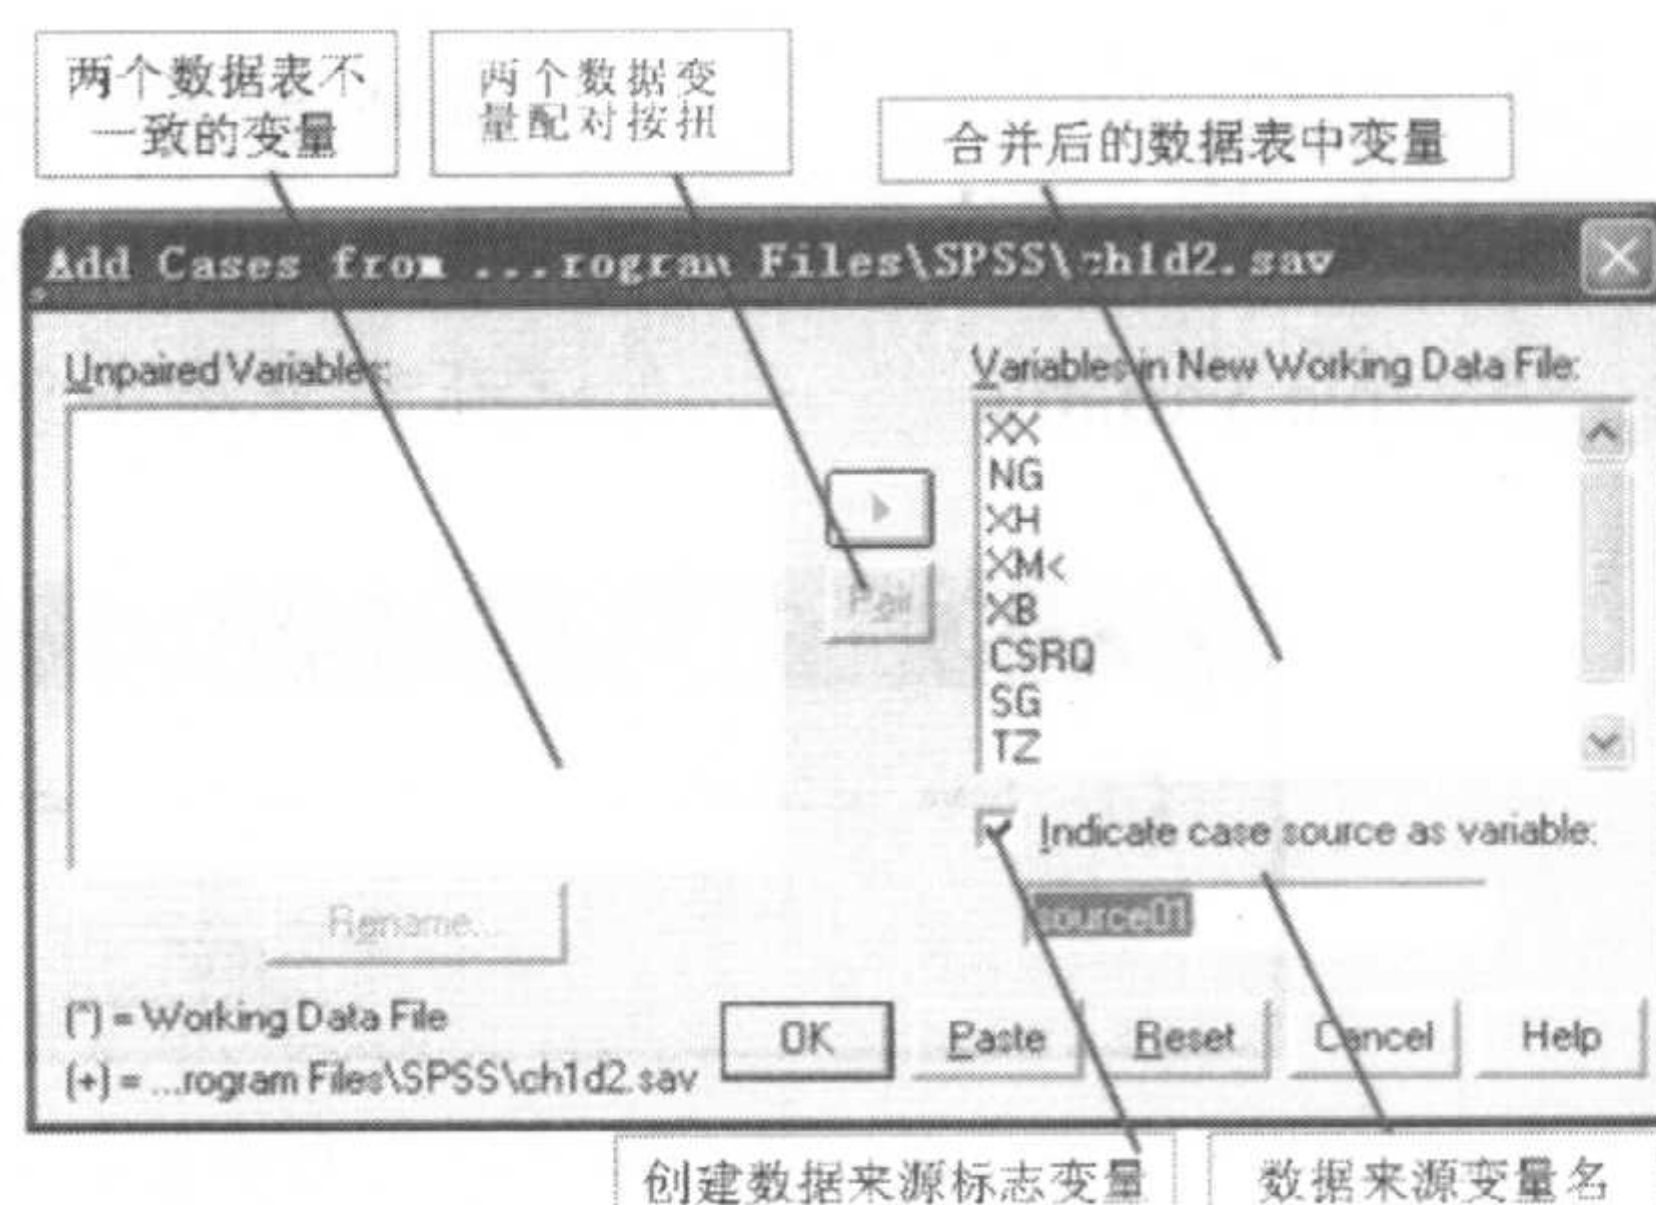 两个数据表不
一致的变量
两个数据变
量配对按扭
合并后的数据表中变量
Add Cases from ...rogram Files\SPSS\ch1d2.sav
Unpaired Variables:
Variables in New Working Data File:
XX
NG
XH
XM<
XB
CSRQ
SG
TZ
Pair
Indicate case source as variable:
source01
Rename...
(*) = Working Data File
(+) = ...rogram Files\SPSS\ch1d2.sav
OK
Paste
Reset
Cancel
Help
创建数据来源标志变量
数据来源变量名